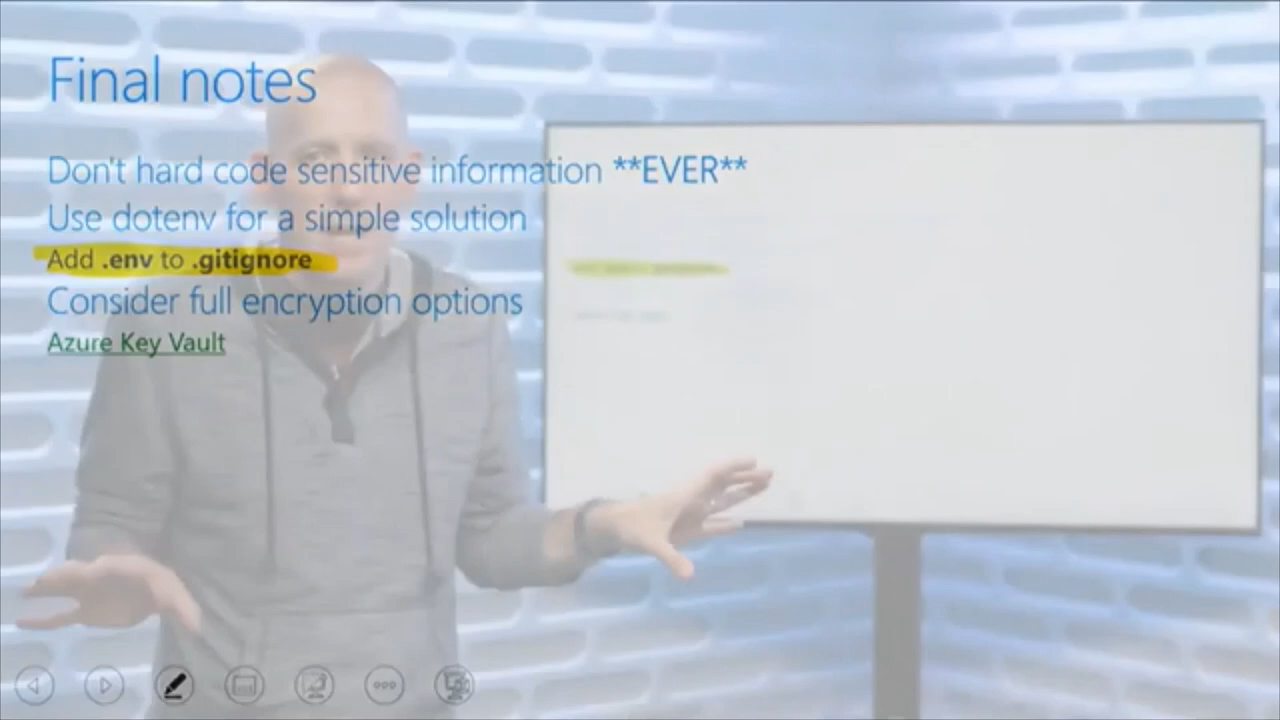 Final notes
Don't hard code sensitive information **EVER**
Use dotenv for a simple solution
Add .env to .gitignore
Consider full encryption options
Azure Key Vault